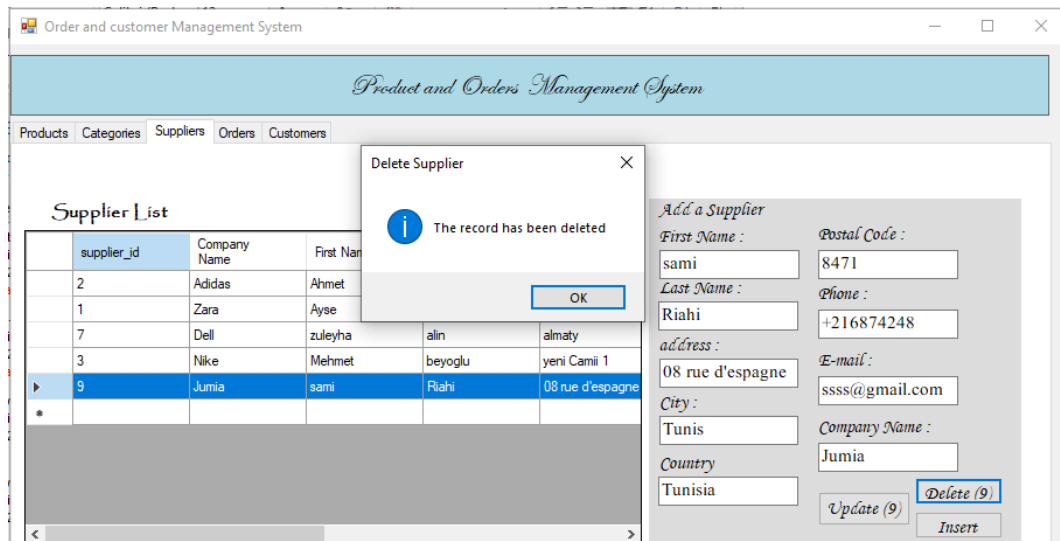 Order and customer Management System
Product and Orders Management System
Products Categories Suppliers Orders Customers
Delete Supplier
The record has been deleted
OK
Supplier List
supplier_id Company Name First Nam
2 Adidas Ahmet
1 Zara Ayse
7 Dell zuleyha alin almaty
3 Nike Mehmet beyoglu yeni Camii 1
9 Jumia sami Riahi 08 rue d'espagne
Add a Supplier
First Name :
sami
Last Name :
Riahi
address :
08 rue d'espagne
City :
Tunis
Country
Tunisia
Postal Code :
8471
Phone :
+216874248
E-mail :
ssss@gmail.com
Company Name :
Jumia
Update (9)
Delete (9)
Insert